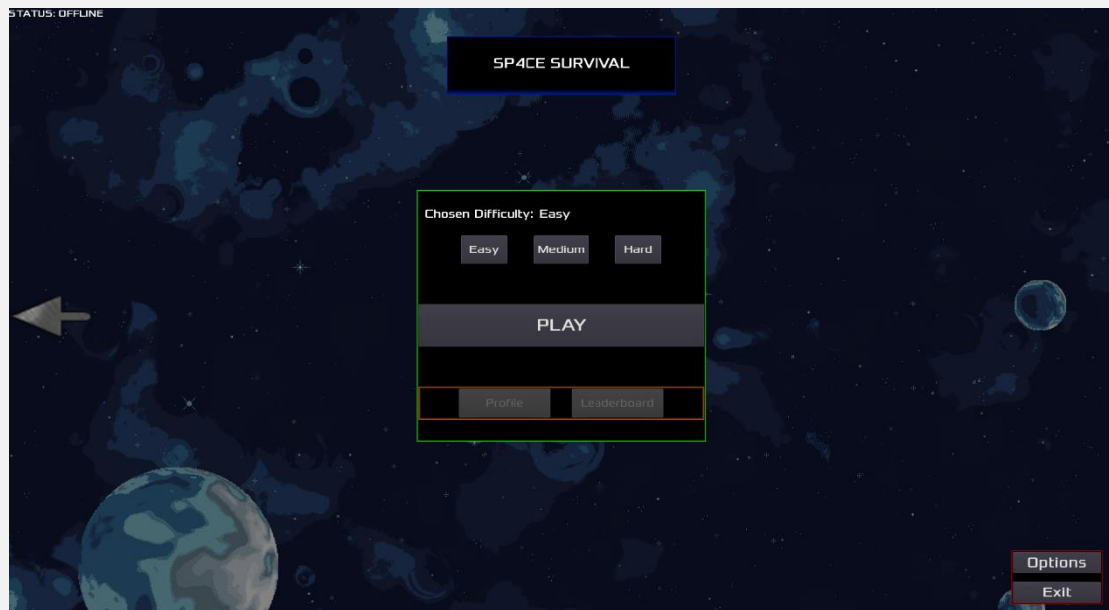 STATUS: OFFLINE
SP4CE SURVIVAL
Chosen Difficulty: Easy
Easy Medium Hard
PLAY
Profile Leaderboard
Options
Exit